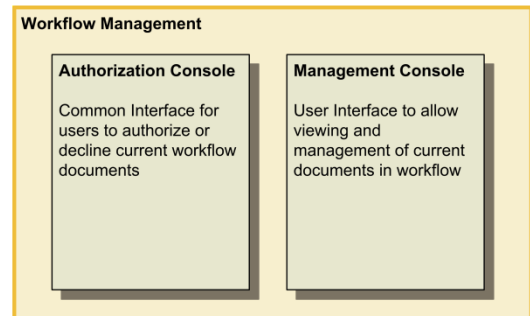 Workflow Management
Authorization Console
Common Interface for
users to authorize or
decline current workflow
documents
Management Console
User Interface to allow
viewing and
management of current
documents in workflow